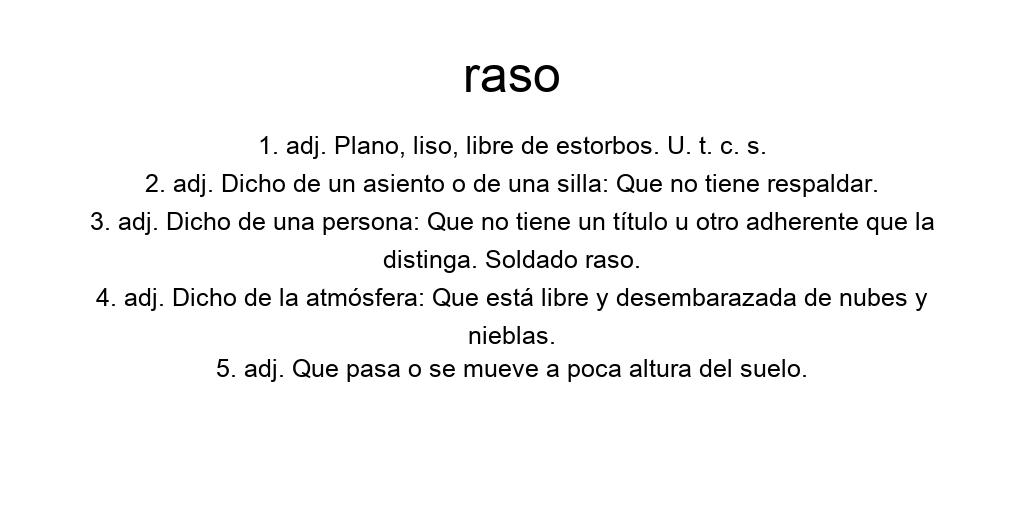 raso
1. adj. Plano, liso, libre de estorbos. U. t. c. s.
2. adj. Dicho de un asiento o de una silla: Que no tiene respaldar.
3. adj. Dicho de una persona: Que no tiene un título u otro adherente que la
distinga. Soldado raso.
4. adj. Dicho de la atmósfera: Que está libre y desembarazada de nubes y
nieblas.
5. adj. Que pasa o se mueve a poca altura del suelo.